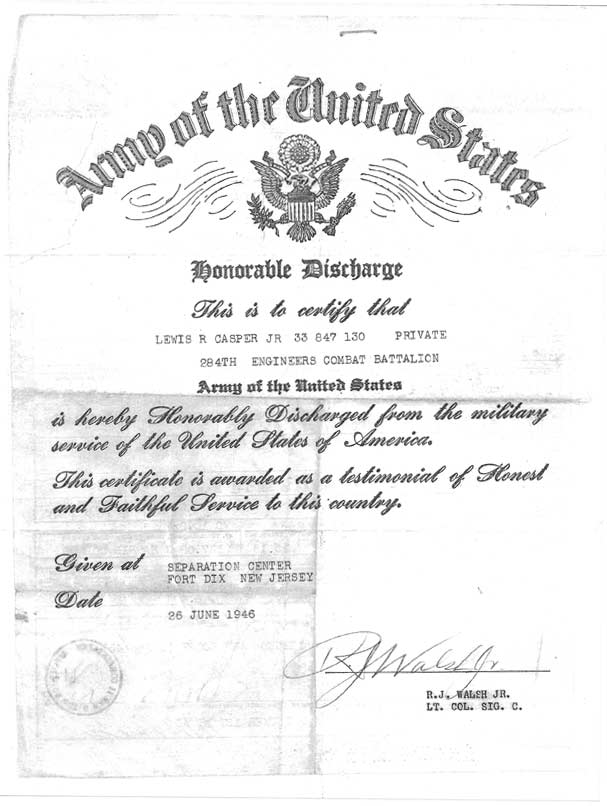 Army of the United States
Honorable Discharge
This is to certify that
LEWIS R CASPER JR 33 847 130 PRIVATE
284TH ENGINEERS COMBAT BATTALION
Army of the United States
is hereby Honorably Discharged from the military
service of the United States of America.
This certificate is awarded as a testimonial of Honest
and Faithful Service to this country.
Given at SEPARATION CENTER
FORT DIX NEW JERSEY
Date
26 JUNE 1946
R J Walsh Jr.
R.J. WALSH JR.
LT. COL. SIG. C.